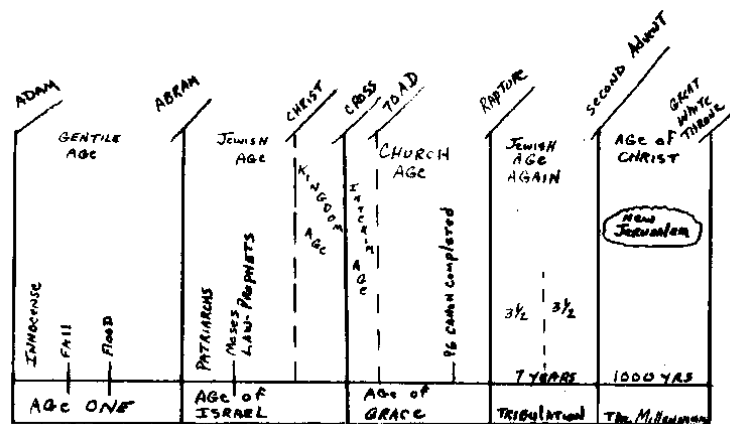 ADAM
ABRAM
CHRIST
CROSS
70 AD
RAPTURE
SECOND ADVENT
GREAT
WHITE
THRONE
GENTILE
AGE
JEWISH
AGE
KINGDOM
AGE
INTERIM
AGE
CHURCH
AGE
JEWISH
AGE
AGAIN
AGE of
CHRIST
NEW
JERUSALEM
INNOCENSE
FALL
FLOOD
PATRIARCHS
MOSES
LAW-PROPHETS
96 CANON COMPLETED
3½ 3½
7 YEARS
1000 YRS
AGE ONE
AGE of
ISRAEL
AGE of
GRACE
TRIBULATION
THE MILLENNIUM